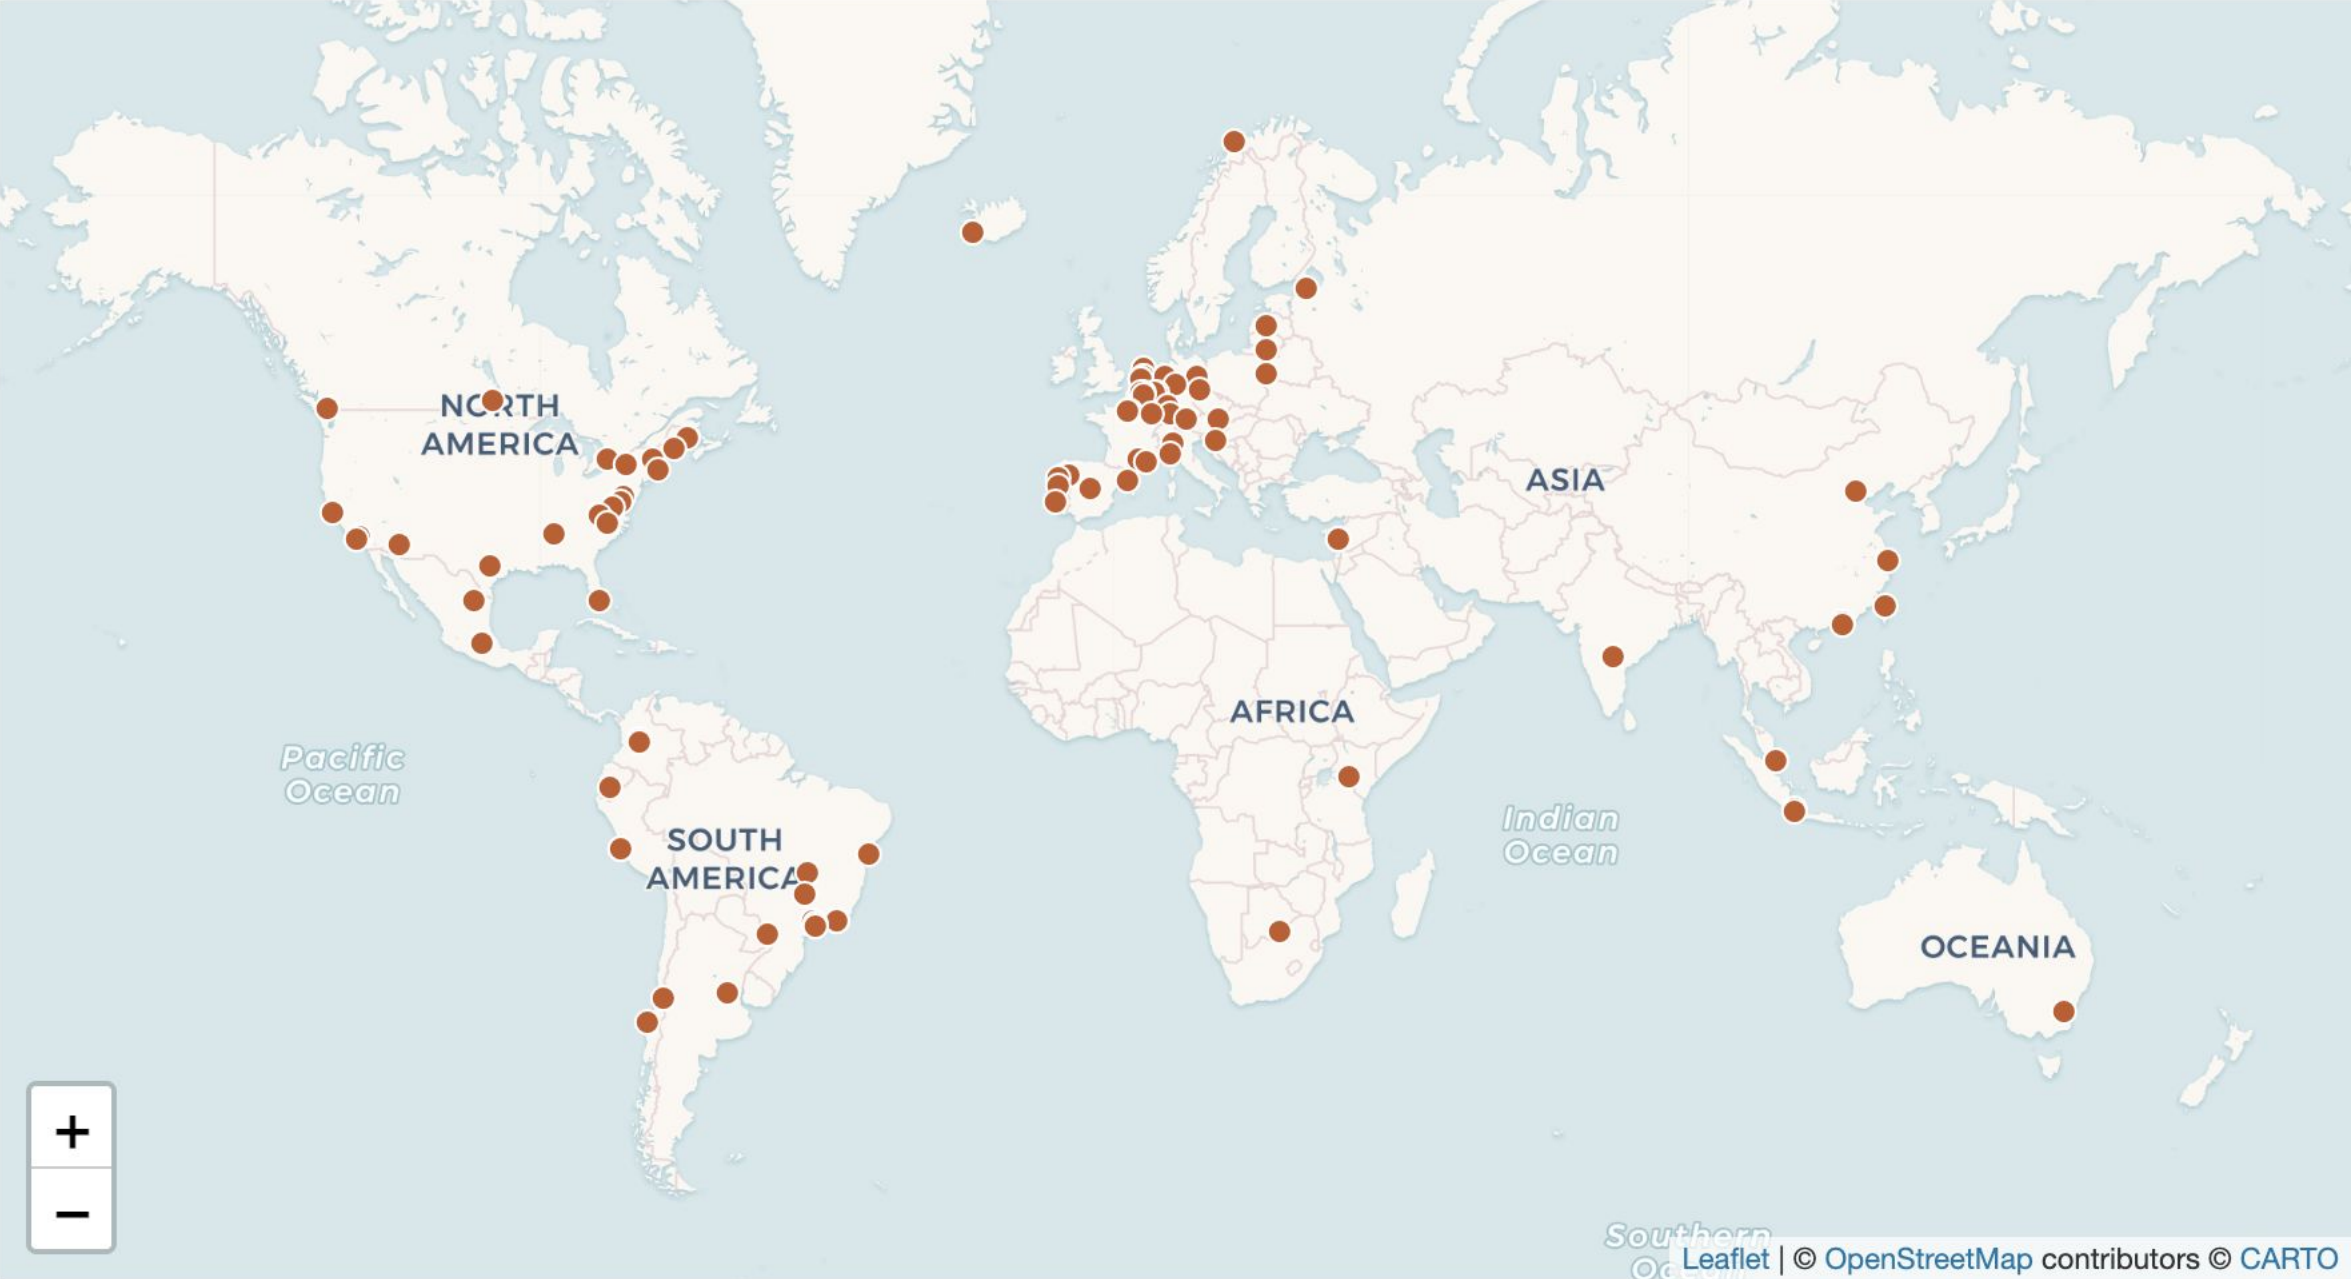 NORTH
AMERICA
ASIA
AFRICA
Pacific
Ocean
Indian
Ocean
SOUTH
AMERICA
OCEANIA
+
−
Southern
Leaflet | © OpenStreetMap contributors © CARTO